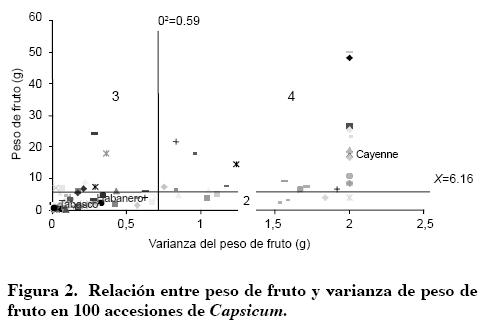 60
0²=0.59
50
40
3
4
30
20
Cayenne
10
X=6.16
2
0
Tabasco
Habanero
0
0,5
1
1,5
2
2,5
Peso de fruto (g)
Varianza del peso de fruto (g)
Figura 2. Relación entre peso de fruto y varianza de peso de
fruto en 100 accesiones de Capsicum.